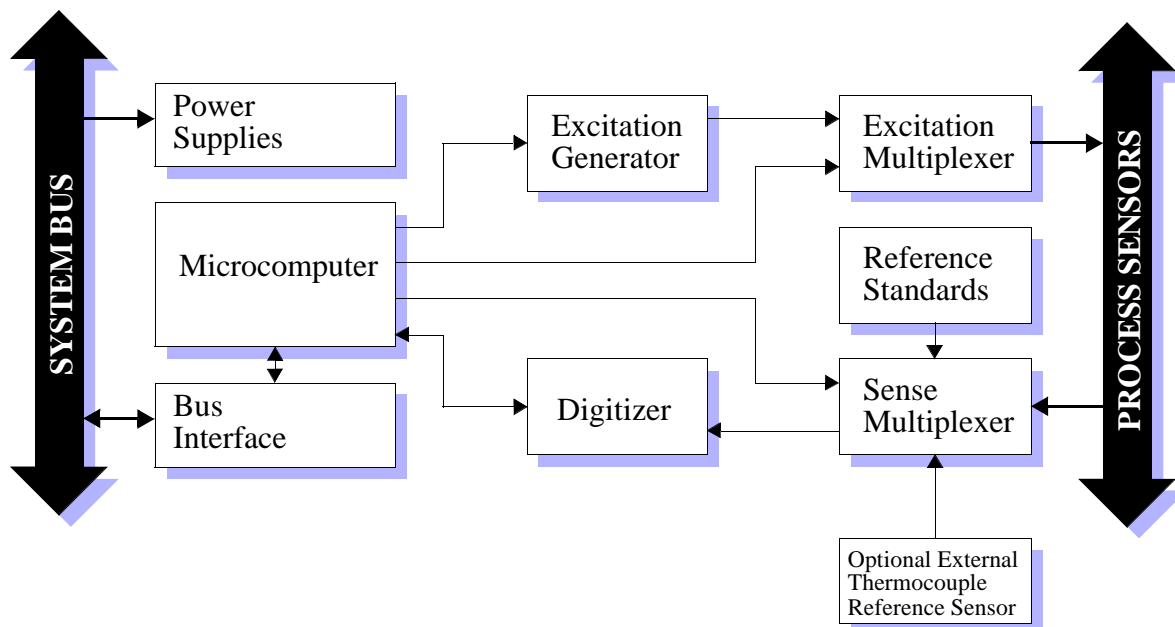 SYSTEM BUS
Power
Supplies
Microcomputer
Bus
Interface
Excitation
Generator
Digitizer
Excitation
Multiplexer
Reference
Standards
Sense
Multiplexer
Optional External
Thermocouple
Reference Sensor
PROCESS SENSORS